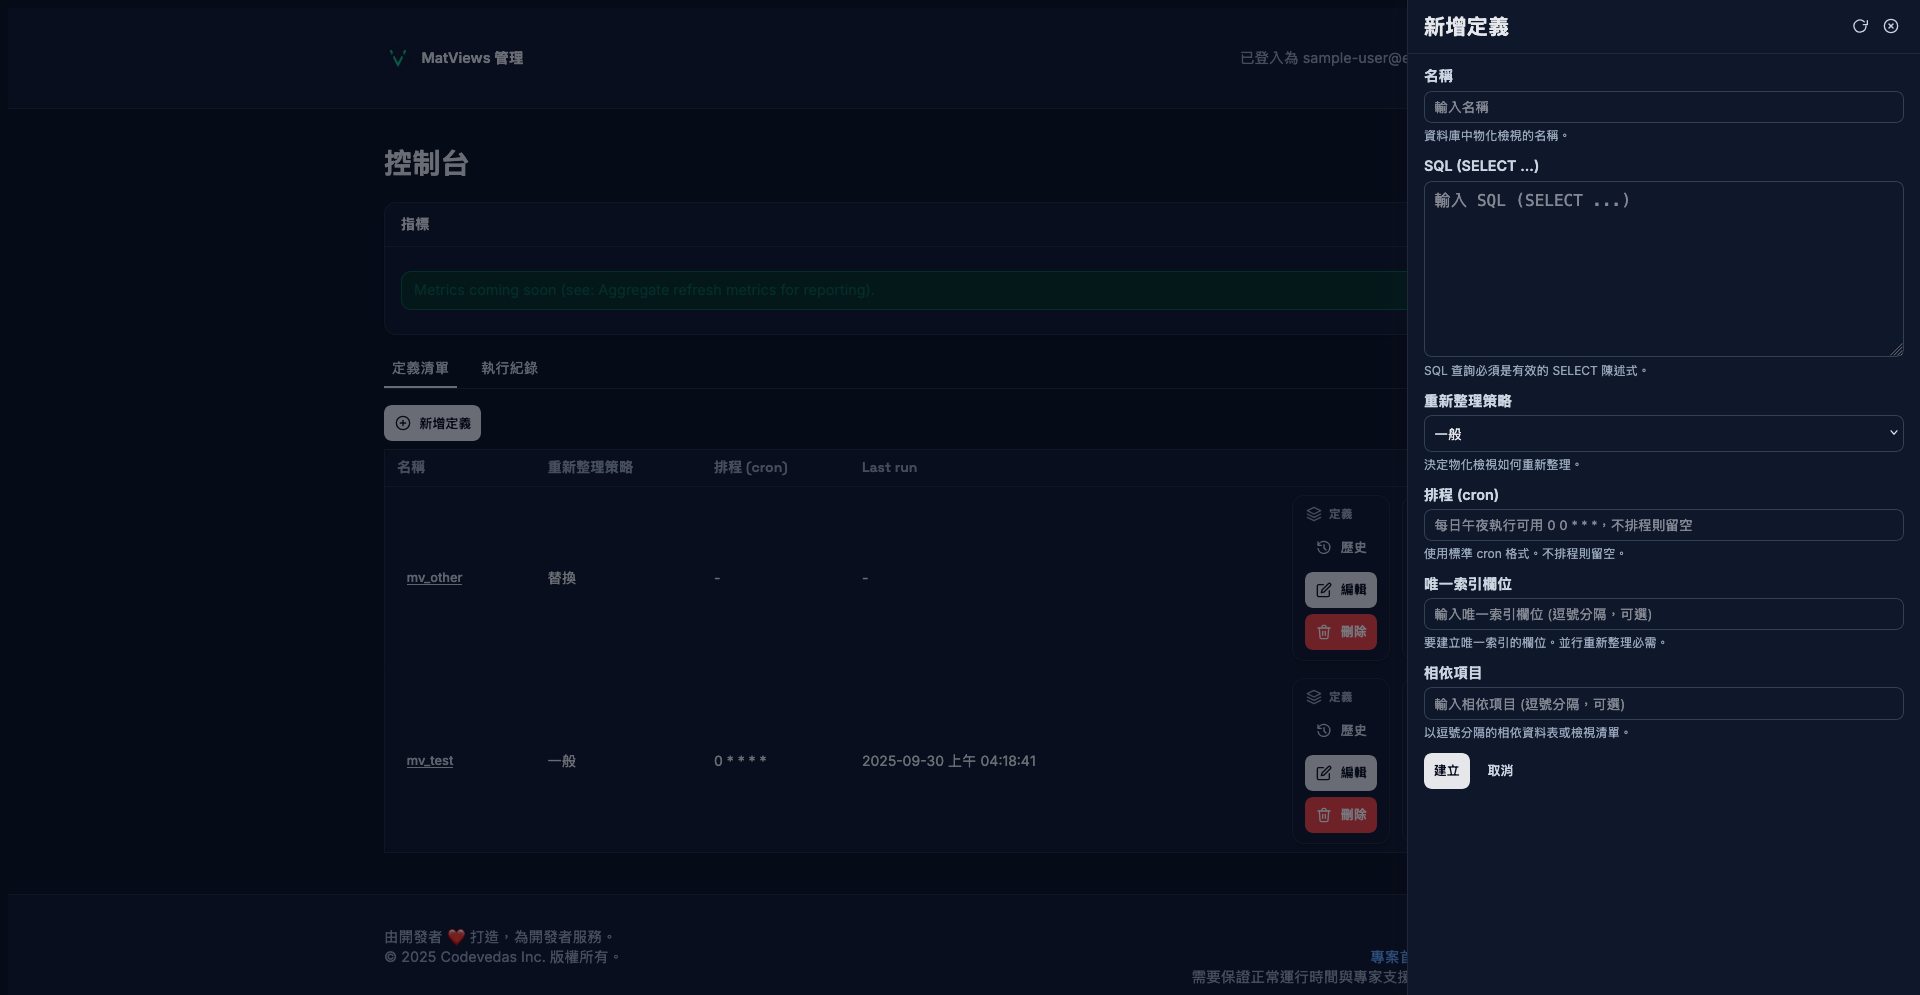 MatViews 管理
已登入為 sample-user@e
控制台
指標
Metrics coming soon (see: Aggregate refresh metrics for reporting).
定義清單 執行紀錄
新增定義
名稱 重新整理策略 排程 (cron) Last run
定義
歷史
mv_other 替換 - -
編輯
刪除
定義
歷史
mv_test 一般 0 * * * * 2025-09-30 上午 04:18:41
編輯
刪除
由開發者 ❤️ 打造，為開發者服務。
© 2025 Codevedas Inc. 版權所有。
專案首
需要保證正常運行時間與專家支援
新增定義
名稱
輸入名稱
資料庫中物化檢視的名稱。
SQL (SELECT ...)
輸入 SQL (SELECT ...)
SQL 查詢必須是有效的 SELECT 陳述式。
重新整理策略
一般
決定物化檢視如何重新整理。
排程 (cron)
每日午夜執行可用 0 0 * * *，不排程則留空
使用標準 cron 格式。不排程則留空。
唯一索引欄位
輸入唯一索引欄位 (逗號分隔，可選)
要建立唯一索引的欄位。並行重新整理必需。
相依項目
輸入相依項目 (逗號分隔，可選)
以逗號分隔的相依資料表或檢視清單。
建立 取消